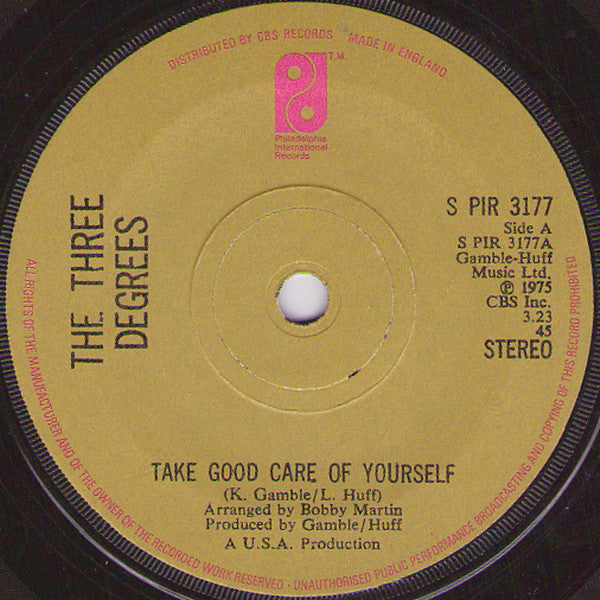 DISTRIBUTED BY CBS RECORDS MADE IN ENGLAND
T.M.
Philadelphia
International
Records
THE THREE
DEGREES
S PIR 3177
Side A
S PIR 3177A
Gamble-Huff
Music Ltd.
℗ 1975
CBS Inc.
3.23
45
STEREO
TAKE GOOD CARE OF YOURSELF
(K. Gamble/L. Huff)
Arranged by Bobby Martin
Produced by Gamble/Huff
A U.S.A. Production
ALL RIGHTS OF THE MANUFACTURER AND OF THE OWNER OF THE RECORDED WORK RESERVED - UNAUTHORISED PUBLIC PERFORMANCE BROADCASTING AND COPYING OF THIS RECORD PROHIBITED